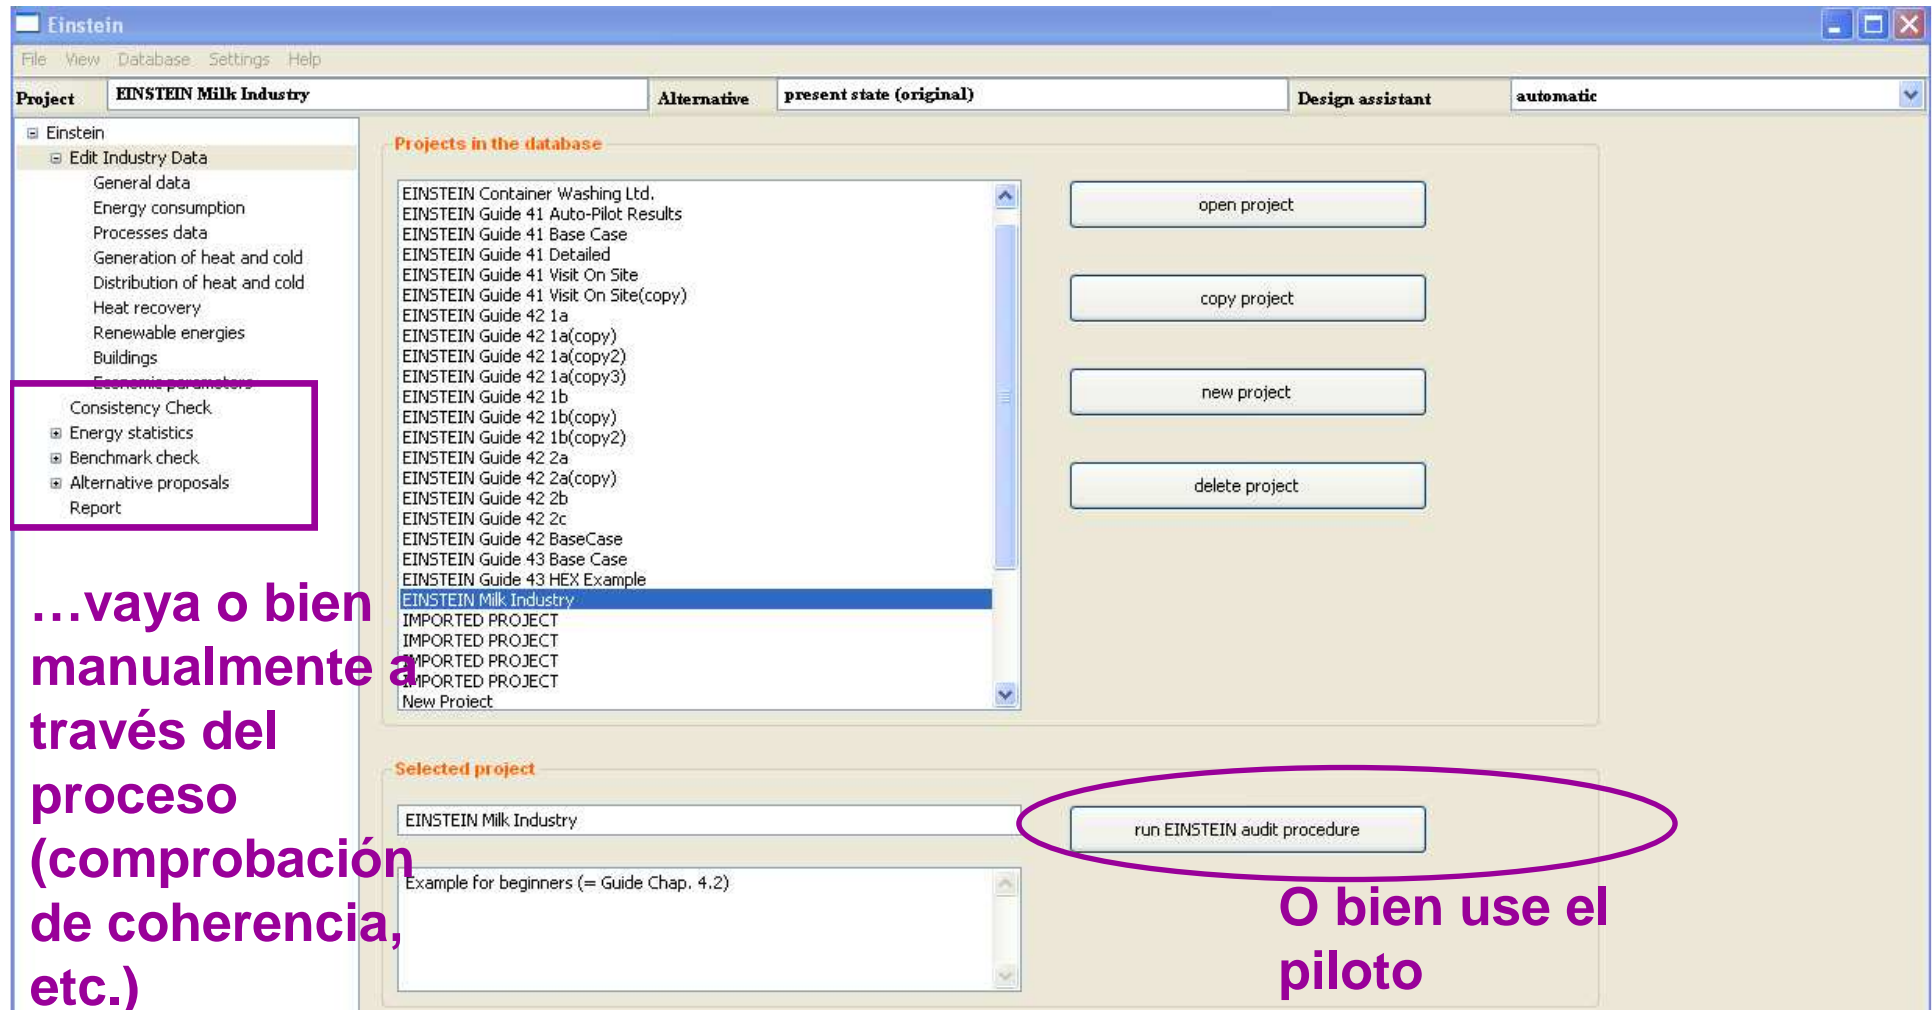 Einstein
File View Database Settings Help
Project EINSTEIN Milk Industry Alternative present state (original) Design assistant automatic
Einstein
Edit Industry Data
General data
Energy consumption
Processes data
Generation of heat and cold
Distribution of heat and cold
Heat recovery
Renewable energies
Buildings
Economic parameters
Consistency Check
Energy statistics
Benchmark check
Alternative proposals
Report
…vaya o bien
manualmente a
través del
proceso
(comprobación
de coherencia,
etc.)
Projects in the database
EINSTEIN Container Washing Ltd.
EINSTEIN Guide 41 Auto-Pilot Results
EINSTEIN Guide 41 Base Case
EINSTEIN Guide 41 Detailed
EINSTEIN Guide 41 Visit On Site
EINSTEIN Guide 41 Visit On Site(copy)
EINSTEIN Guide 42 1a
EINSTEIN Guide 42 1a(copy)
EINSTEIN Guide 42 1a(copy2)
EINSTEIN Guide 42 1a(copy3)
EINSTEIN Guide 42 1b
EINSTEIN Guide 42 1b(copy)
EINSTEIN Guide 42 1b(copy2)
EINSTEIN Guide 42 2a
EINSTEIN Guide 42 2a(copy)
EINSTEIN Guide 42 2b
EINSTEIN Guide 42 2c
EINSTEIN Guide 42 BaseCase
EINSTEIN Guide 43 Base Case
EINSTEIN Guide 43 HEX Example
EINSTEIN Milk Industry
IMPORTED PROJECT
IMPORTED PROJECT
IMPORTED PROJECT
IMPORTED PROJECT
New Project
open project
copy project
new project
delete project
Selected project
EINSTEIN Milk Industry
run EINSTEIN audit procedure
Example for beginners (= Guide Chap. 4.2)
O bien use el
piloto